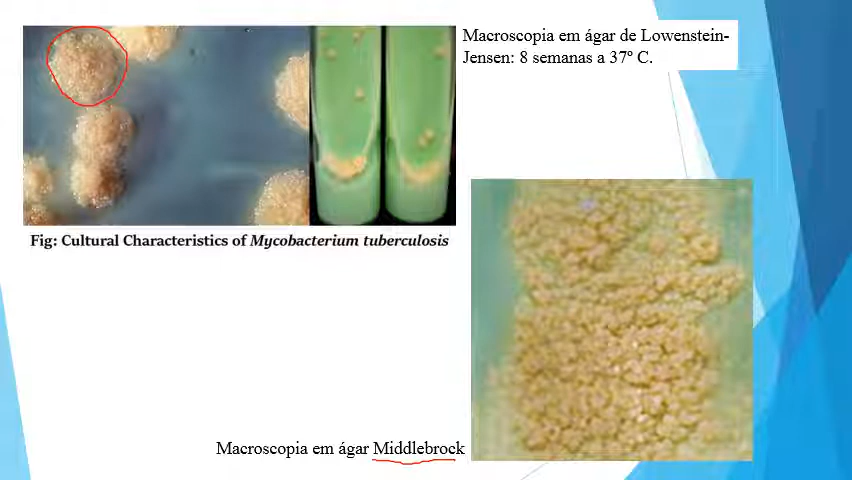 Macroscopia em ágar de Lowenstein-
Jensen: 8 semanas a 37º C.
Fig: Cultural Characteristics of Mycobacterium tuberculosis
Macroscopia em ágar Middlebrock